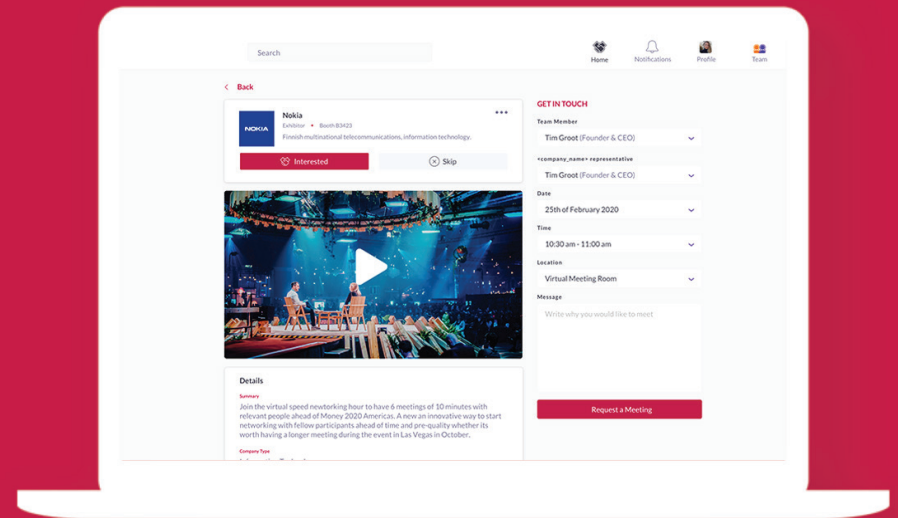 Search
Home
Notifications
Profile
Team
Back
NOKIA
Nokia
Exhibitor • Booth B3423
Finnish multinational telecommunications, information technology.
Interested
Skip
Details
Summary
Join the virtual speed newtorking hour to have 6 meetings of 10 minutes with
relevant people ahead of Money 2020 Americas. A new an innovative way to start
networking with fellow participants ahead of time and pre-quality whether its
worth having a longer meeting during the event in Las Vegas in October.
Company Type
GET IN TOUCH
Team Member
Tim Groot (Founder & CEO)
<company_name> representative
Tim Groot (Founder & CEO)
Date
25th of February 2020
Time
10:30 am - 11:00 am
Location
Virtual Meeting Room
Message
Write why you would like to meet
Request a Meeting